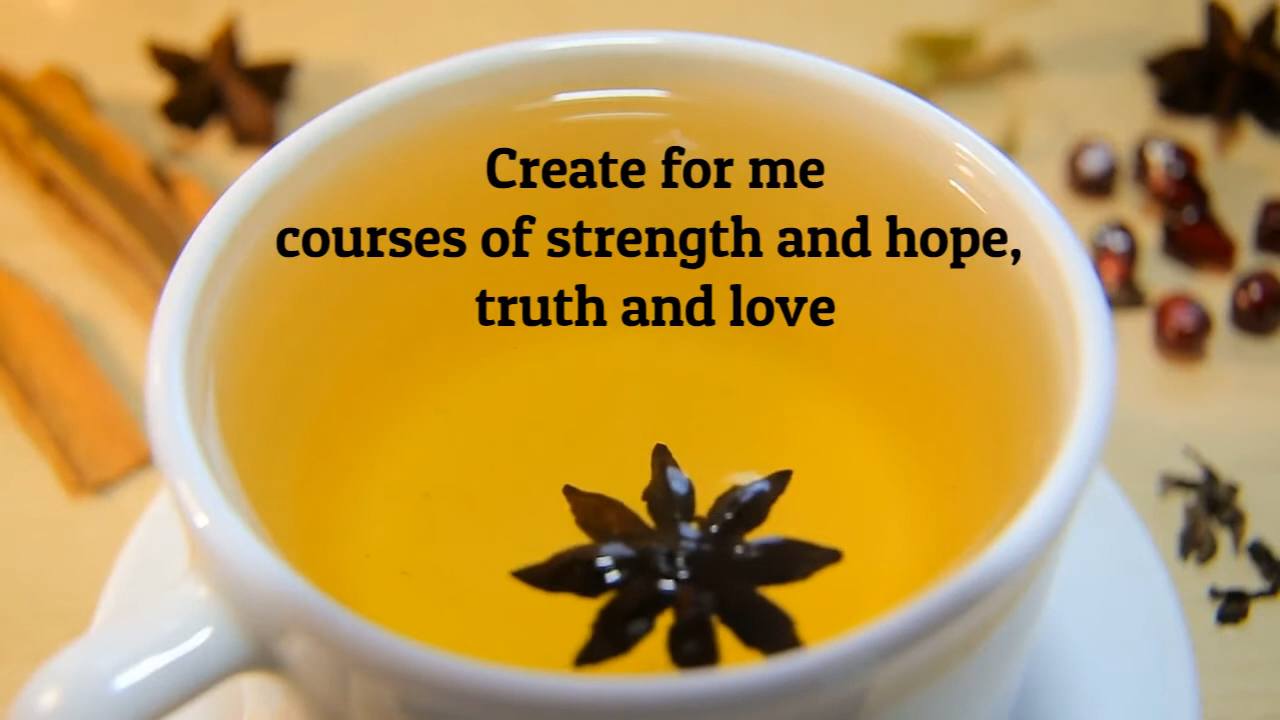 Create for me
courses of strength and hope,
truth and love